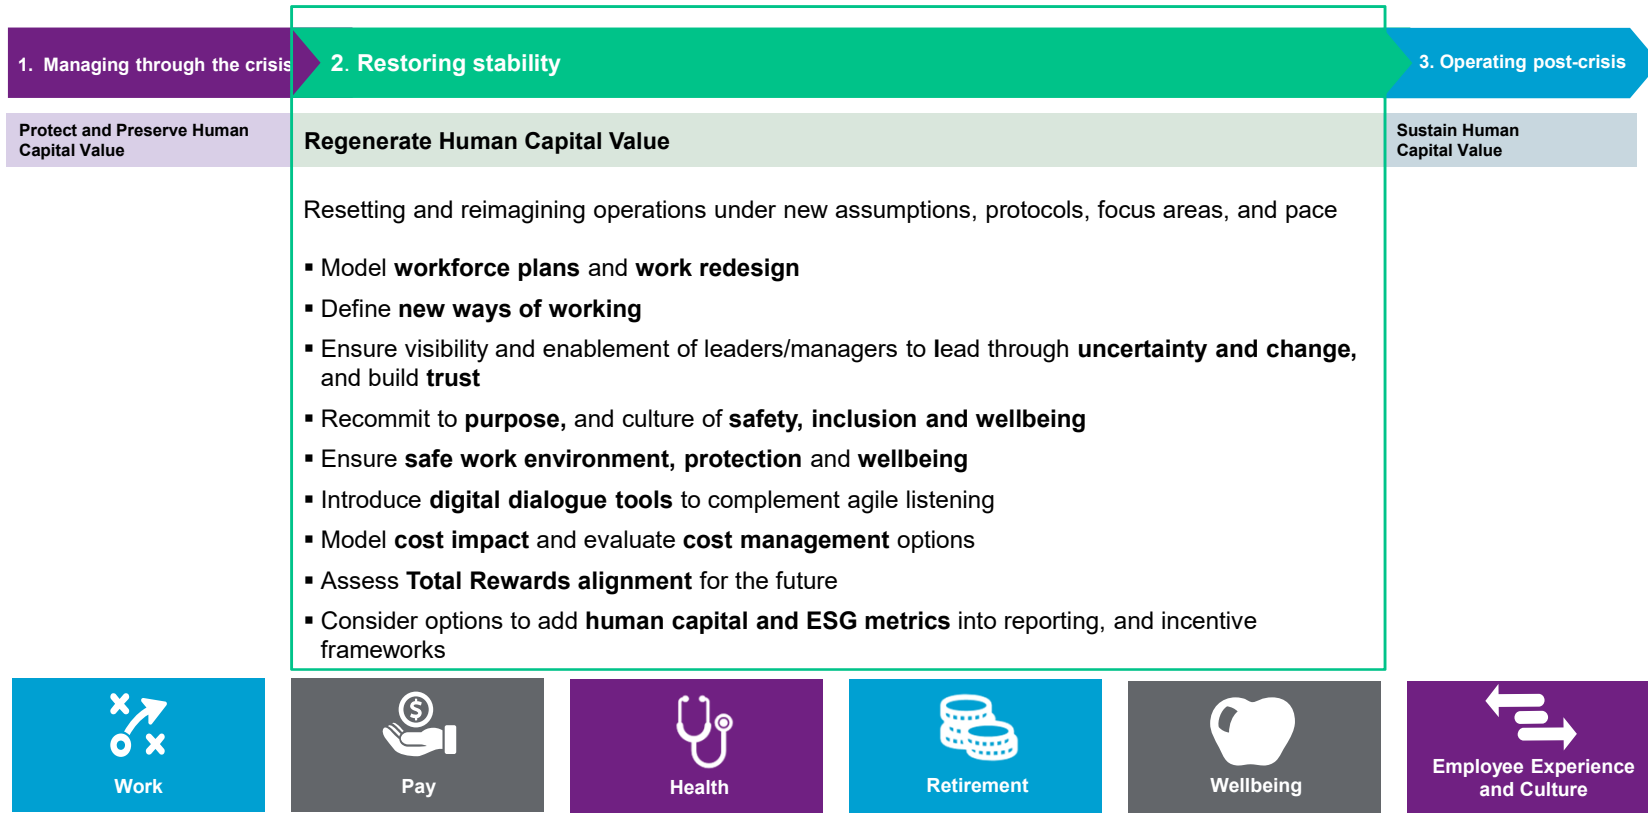 1. Managing through the crisis
2. Restoring stability
3. Operating post-crisis
Protect and Preserve Human
Capital Value
Regenerate Human Capital Value
Sustain Human
Capital Value
Resetting and reimagining operations under new assumptions, protocols, focus areas, and pace
▪ Model workforce plans and work redesign
▪ Define new ways of working
▪ Ensure visibility and enablement of leaders/managers to lead through uncertainty and change,
and build trust
▪ Recommit to purpose, and culture of safety, inclusion and wellbeing
▪ Ensure safe work environment, protection and wellbeing
▪ Introduce digital dialogue tools to complement agile listening
▪ Model cost impact and evaluate cost management options
▪ Assess Total Rewards alignment for the future
▪ Consider options to add human capital and ESG metrics into reporting, and incentive
frameworks
Work
Pay
Health
Retirement
Wellbeing
Employee Experience
and Culture